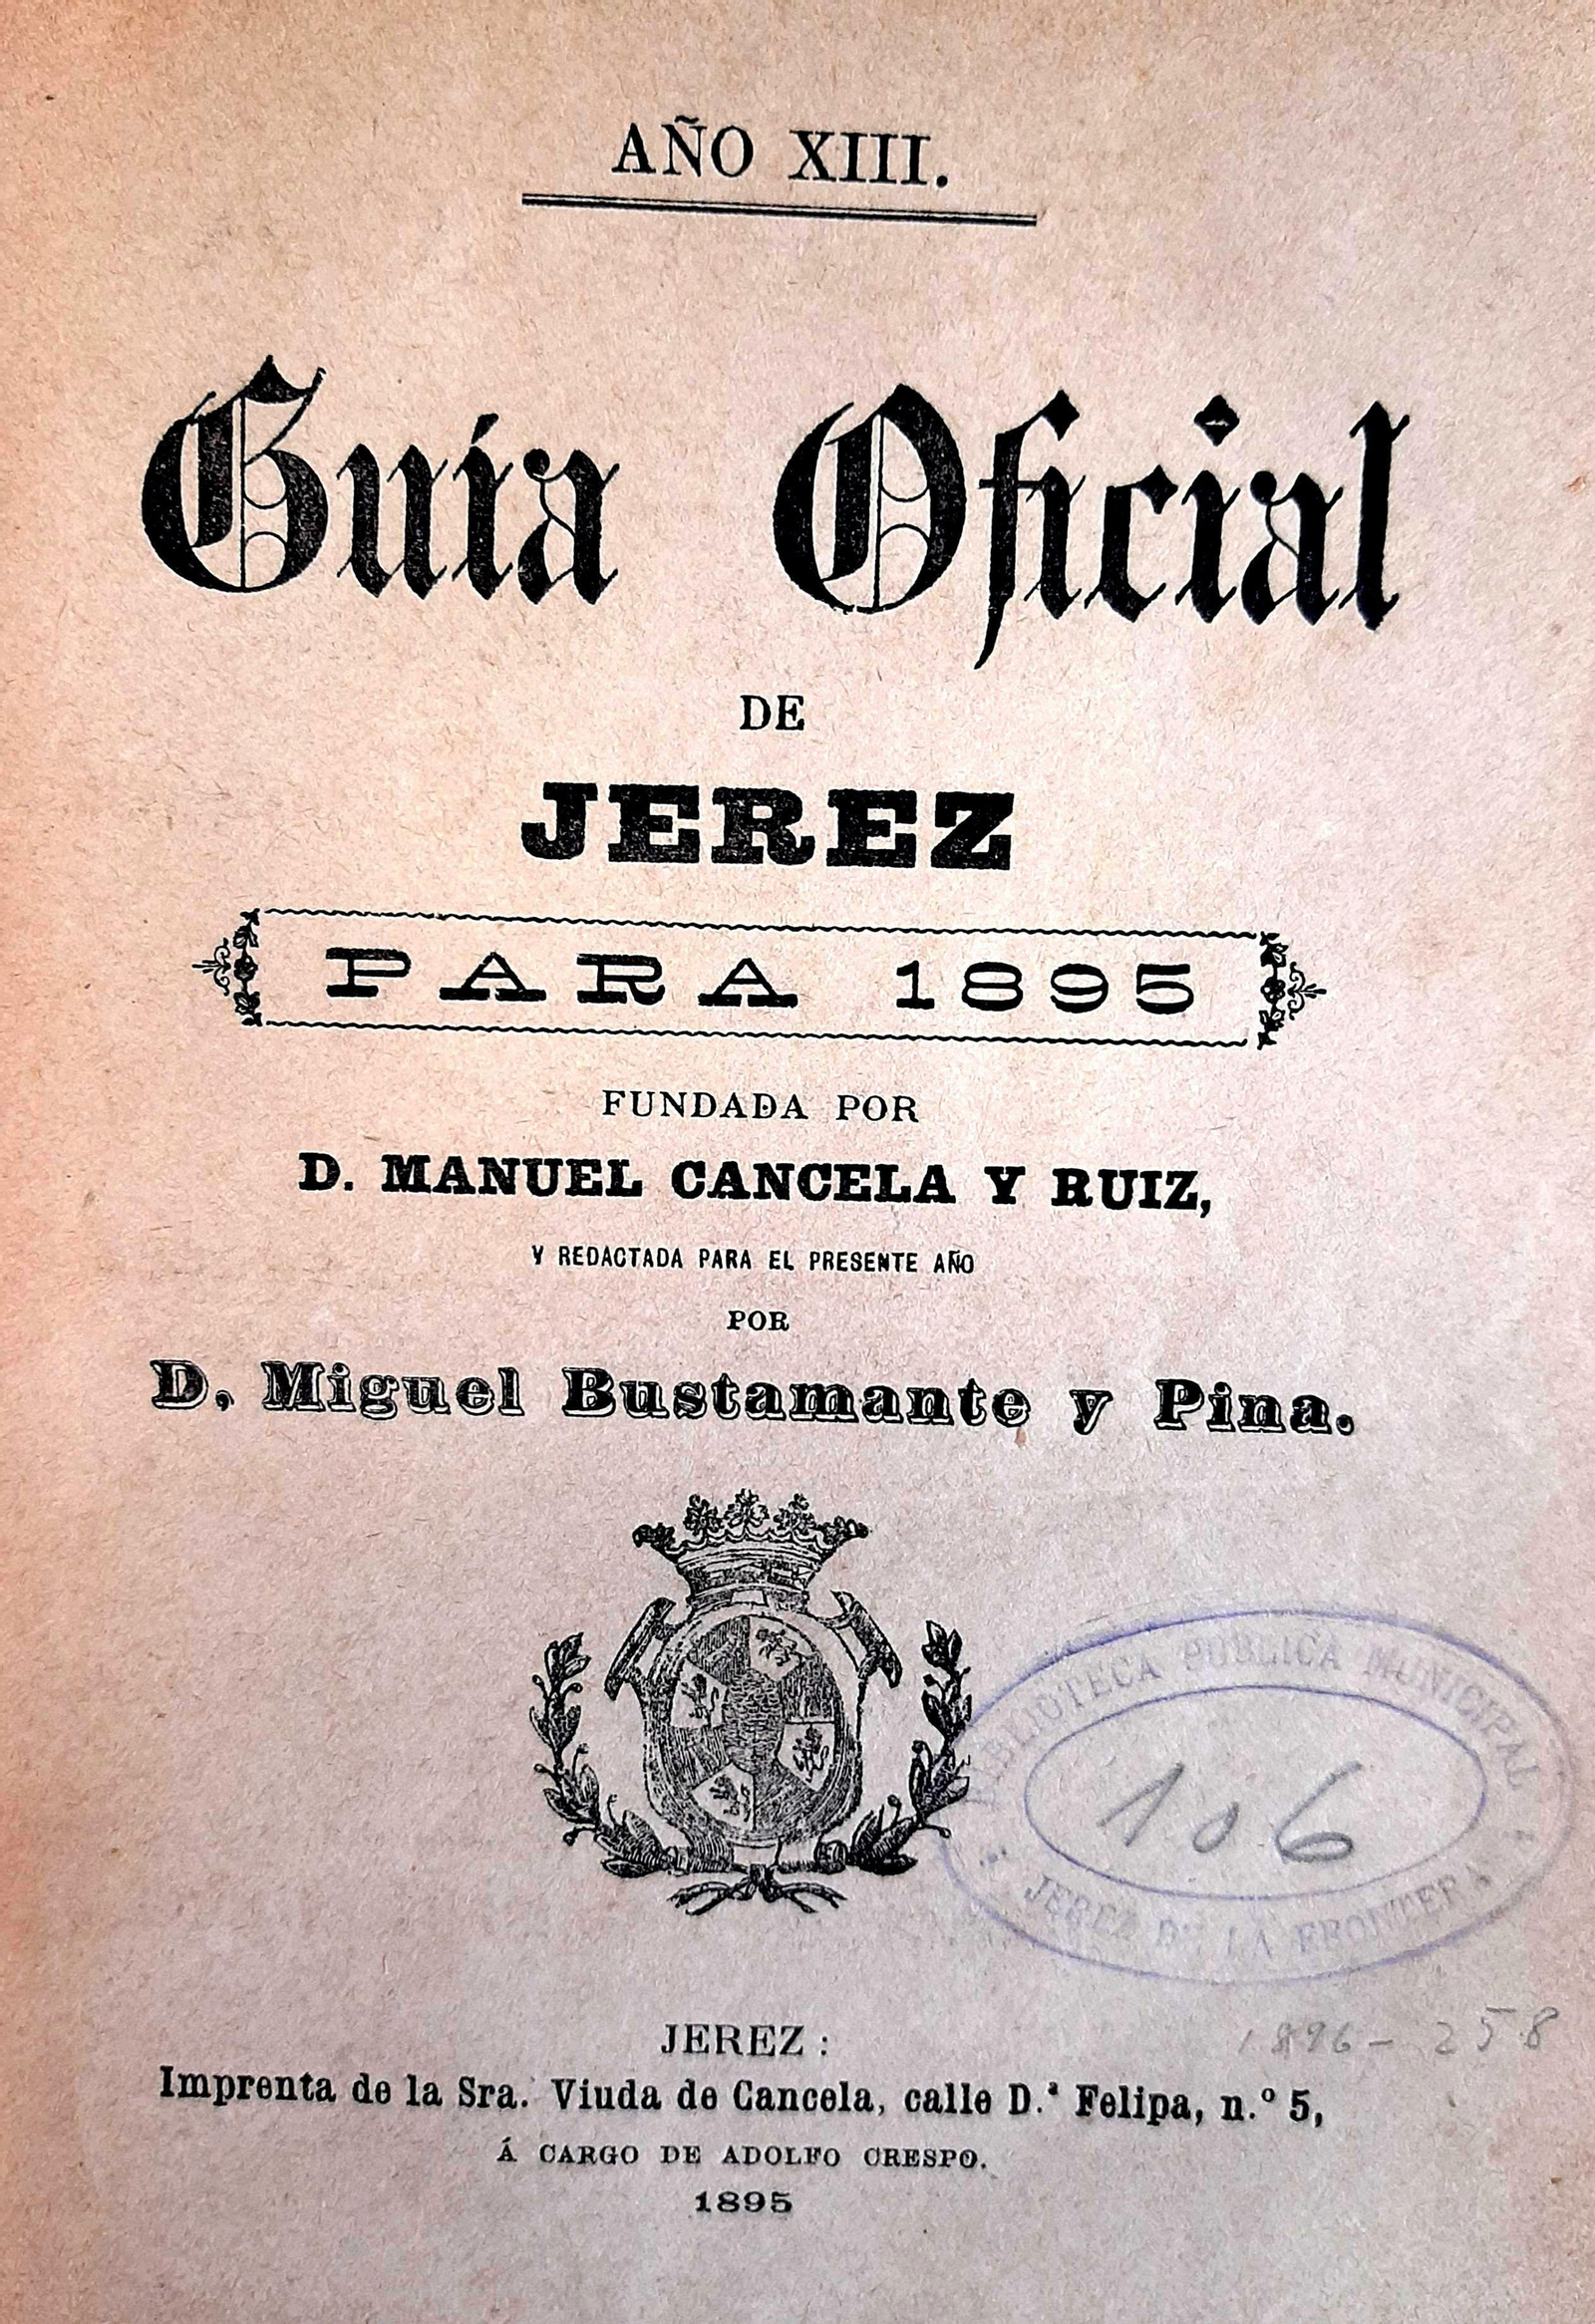 AÑO XIII.
Guía Oficial
DE
JEREZ
PARA 1895
FUNDADA POR
D. MANUEL CANCELA Y RUIZ,
Y REDACTADA PARA EL PRESENTE AÑO
POR
D. Miguel Bustamante y Pina.
BIBLIOTECA PUBLICA MUNICIPAL
106
JEREZ DE LA FRONTERA
1896-258
JEREZ:
Imprenta de la Sra. Viuda de Cancela, calle D.ª Felipa, n.º 5,
Á CARGO DE ADOLFO CRESPO.
1895